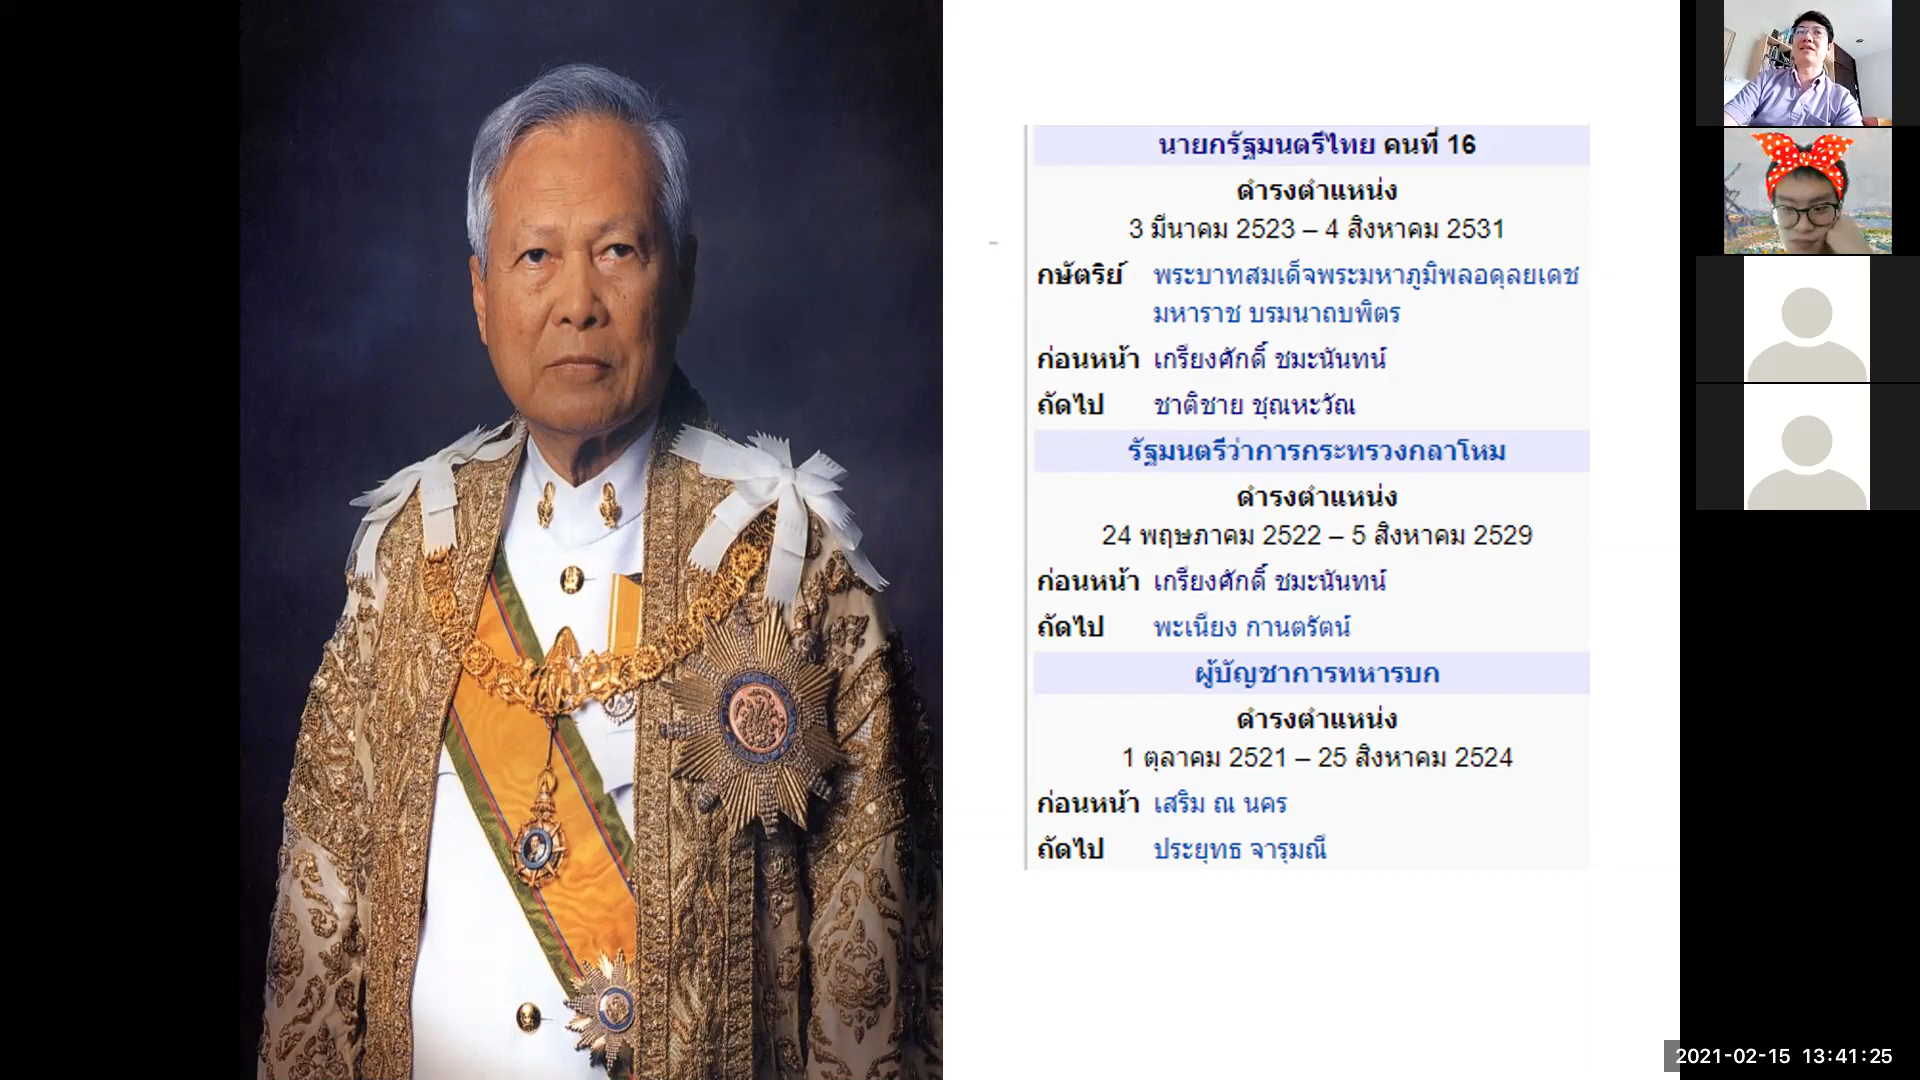 นายกรัฐมนตรีไทย คนที่ 16
ดำรงตำแหน่ง
3 มีนาคม 2523 – 4 สิงหาคม 2531
กษัตริย์ พระบาทสมเด็จพระมหาภูมิพลอดุลยเดช
มหาราช บรมนาถบพิตร
ก่อนหน้า เกรียงศักดิ์ ชมะนันทน์
ถัดไป ชาติชาย ชุณหะวัณ
รัฐมนตรีว่าการกระทรวงกลาโหม
ดำรงตำแหน่ง
24 พฤษภาคม 2522 – 5 สิงหาคม 2529
ก่อนหน้า เกรียงศักดิ์ ชมะนันทน์
ถัดไป พะเนียง กานตรัตน์
ผู้บัญชาการทหารบก
ดำรงตำแหน่ง
1 ตุลาคม 2521 – 25 สิงหาคม 2524
ก่อนหน้า เสริม ณ นคร
ถัดไป ประยุทธ จารุมณี
2021-02-15 13:41:25